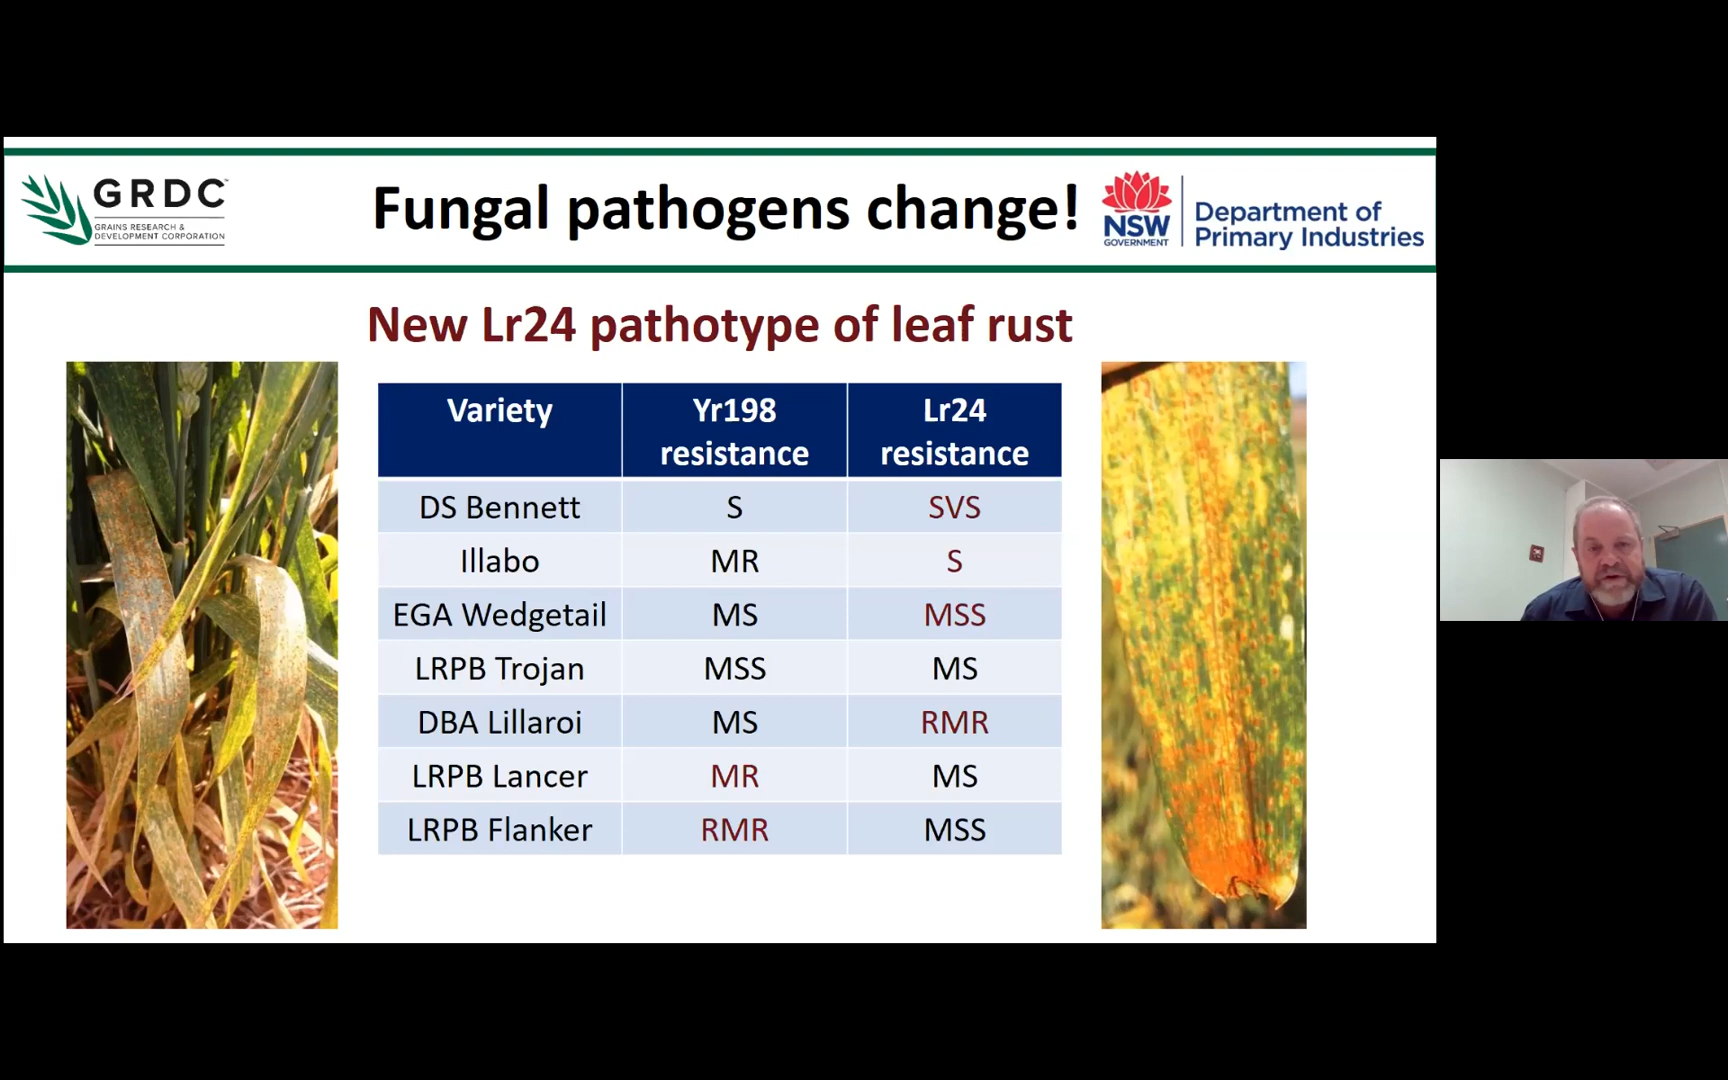 GRDC™
GRAINS RESEARCH &
DEVELOPMENT CORPORATION
Fungal pathogens change!
NSW
GOVERNMENT
Department of
Primary Industries
New Lr24 pathotype of leaf rust
Variety Yr198 resistance Lr24 resistance
DS Bennett S SVS
Illabo MR S
EGA Wedgetail MS MSS
LRPB Trojan MSS MS
DBA Lillaroi MS RMR
LRPB Lancer MR MS
LRPB Flanker RMR MSS